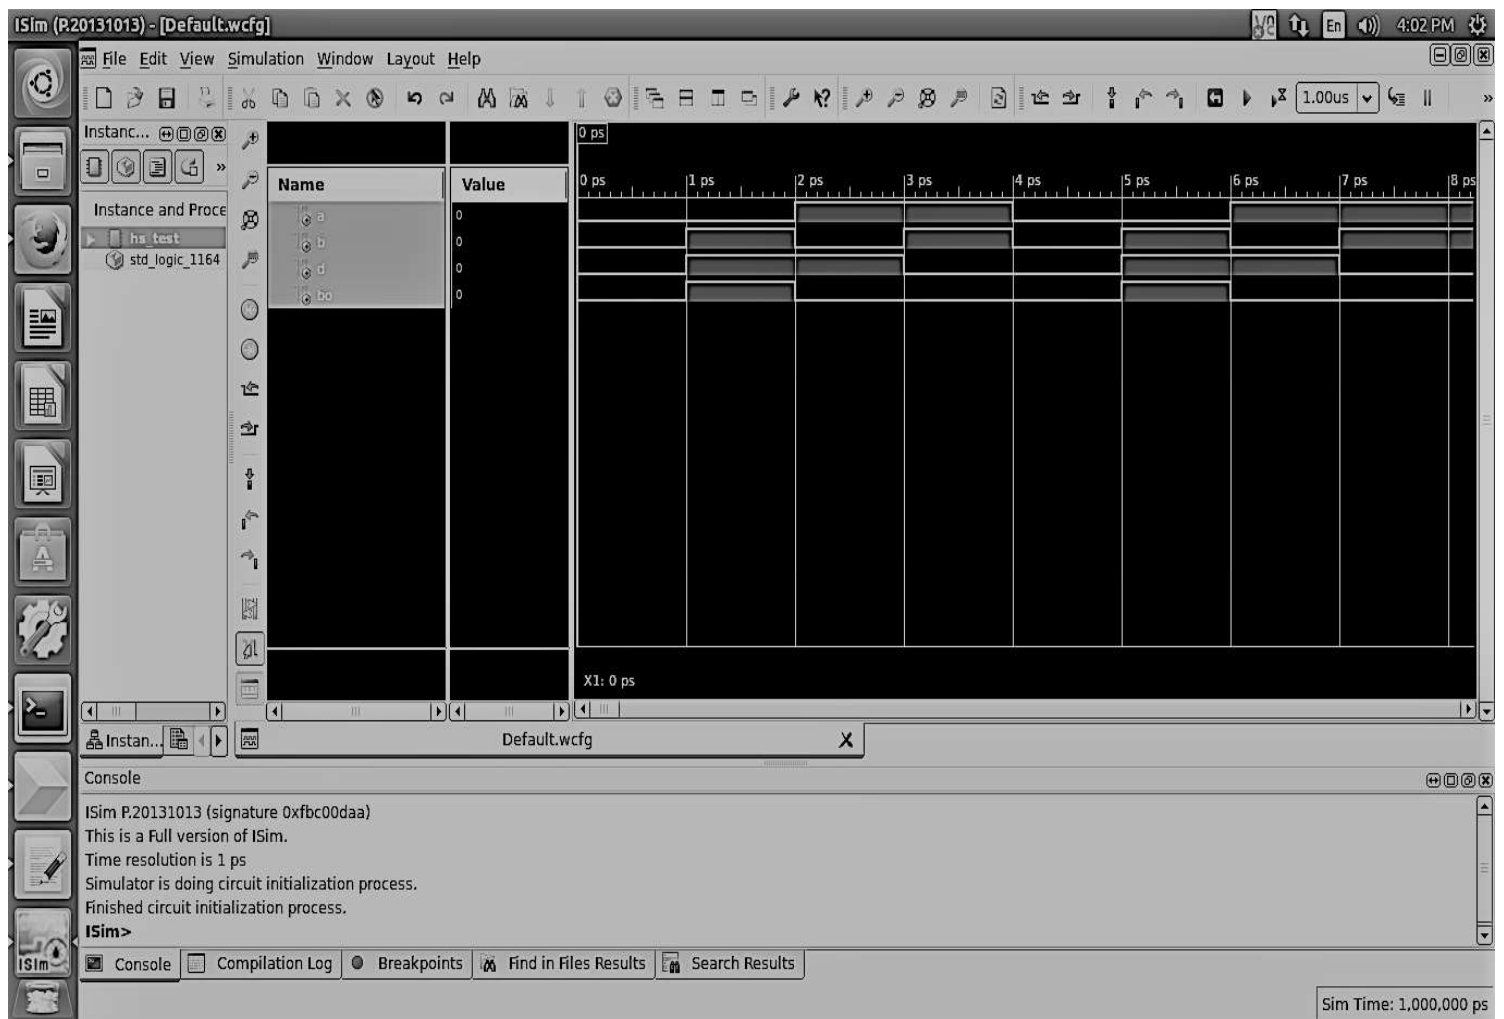 ISim (P.20131013) - [Default.wcfg]
En 4:02 PM
File Edit View Simulation Window Layout Help
1.00us
»
Instanc...
»
Instance and Proce
hs_test
std_logic_1164
Name Value
a 0
b 0
d 0
bo 0
0 ps
0 ps 1 ps 2 ps 3 ps 4 ps 5 ps 6 ps 7 ps 8 ps
X1: 0 ps
Instan...
Default.wcfg
Console
ISim P.20131013 (signature 0xfbc00daa)
This is a Full version of ISim.
Time resolution is 1 ps
Simulator is doing circuit initialization process.
Finished circuit initialization process.
ISim>
ISim
Console Compilation Log Breakpoints Find in Files Results Search Results
Sim Time: 1,000,000 ps